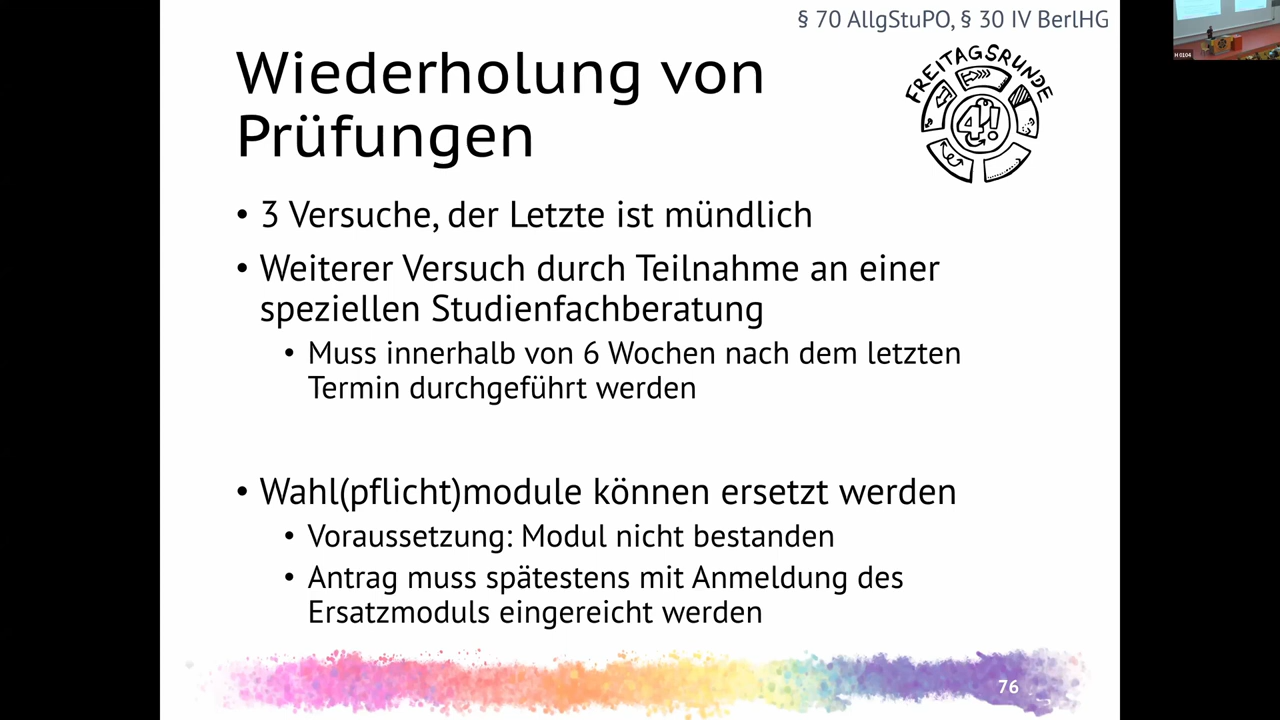 § 70 AllgStuPO, § 30 IV BerlHG
Wiederholung von
Prüfungen
FREITAGSRUNDE
4!
• 3 Versuche, der Letzte ist mündlich
• Weiterer Versuch durch Teilnahme an einer
speziellen Studienfachberatung
• Muss innerhalb von 6 Wochen nach dem letzten
Termin durchgeführt werden
• Wahl(pflicht)module können ersetzt werden
• Voraussetzung: Modul nicht bestanden
• Antrag muss spätestens mit Anmeldung des
Ersatzmoduls eingereicht werden
76
H 0104